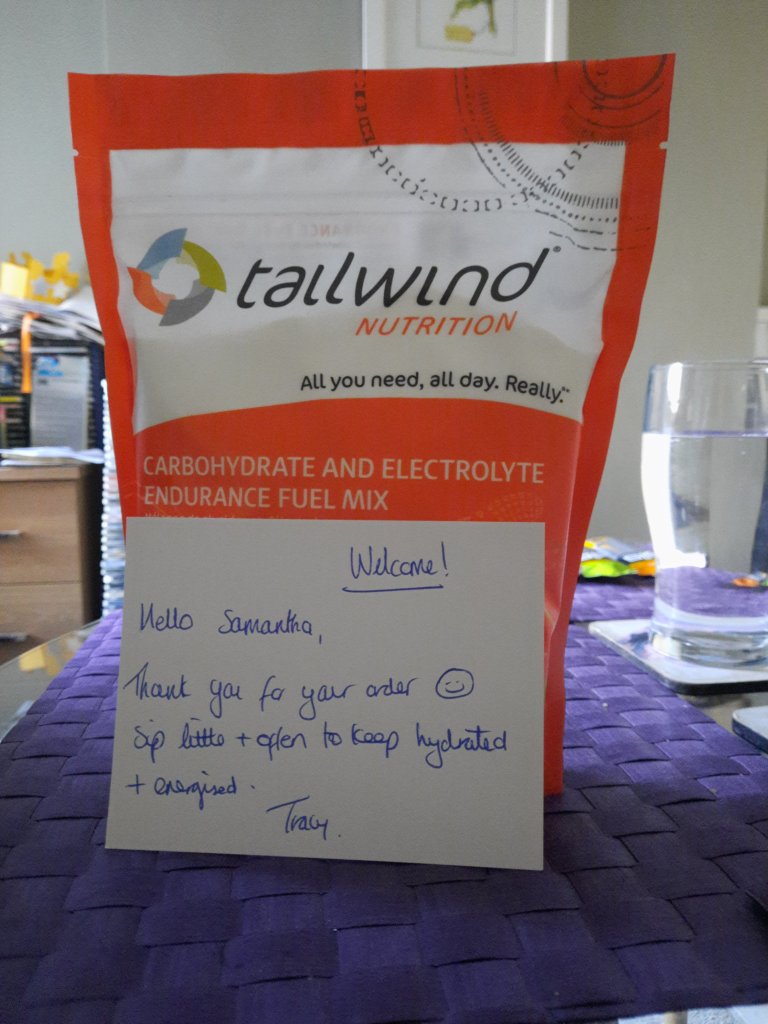 tailwind
NUTRITION
All you need, all day. Really.
CARBOHYDRATE AND ELECTROLYTE
ENDURANCE FUEL MIX
Welcome!
Hello Samantha,
Thank you for your order ☺
Sip little + often to keep hydrated
+ energised.
Tracy.